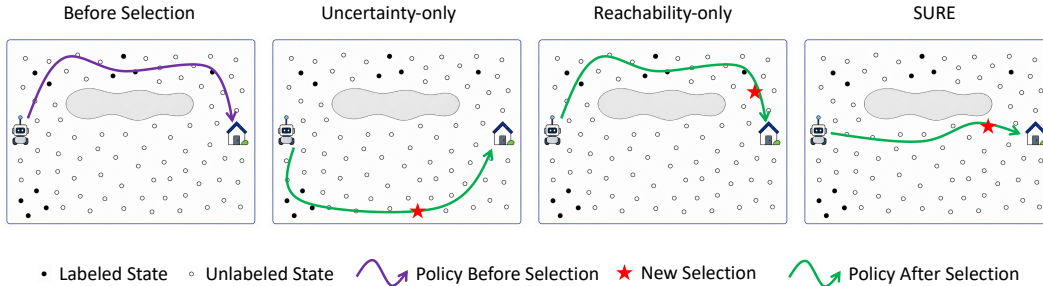 Before Selection
Uncertainty-only
Reachability-only
SURE
Labeled State
Unlabeled State
Policy Before Selection
New Selection
Policy After Selection